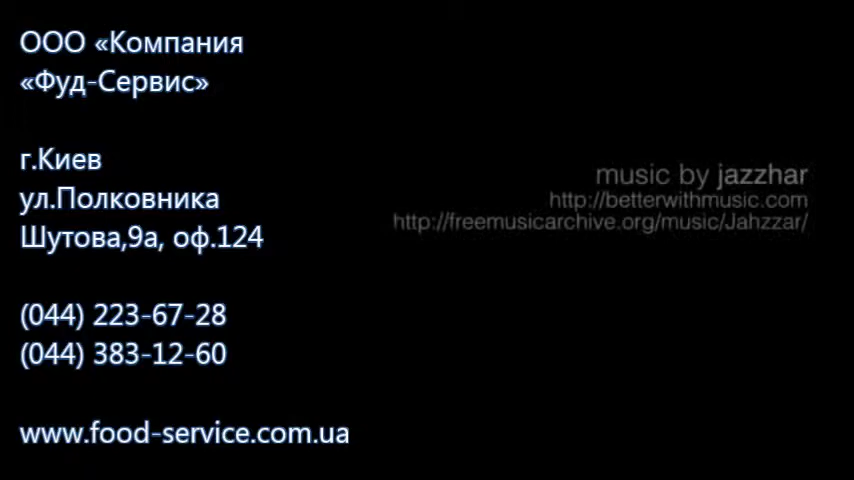 ООО «Компания
«Фуд-Сервис»
г.Киев
ул.Полковника
Шутова,9а, оф.124
(044) 223-67-28
(044) 383-12-60
www.food-service.com.ua
music by jazzhar
http://betterwithmusic.com
http://freemusicarchive.org/music/Jahzzar/